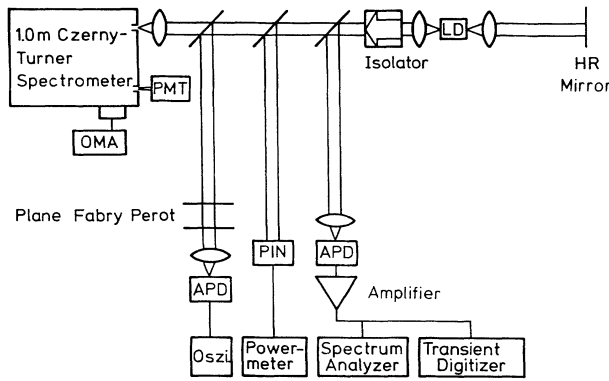 1.0m Czerny-
Turner
Spectrometer
PMT
OMA
Isolator
LD
HR
Mirror
Plane Fabry Perot
APD
PIN
APD
Amplifier
Oszi.
Power-
meter
Spectrum
Analyzer
Transient
Digitizer